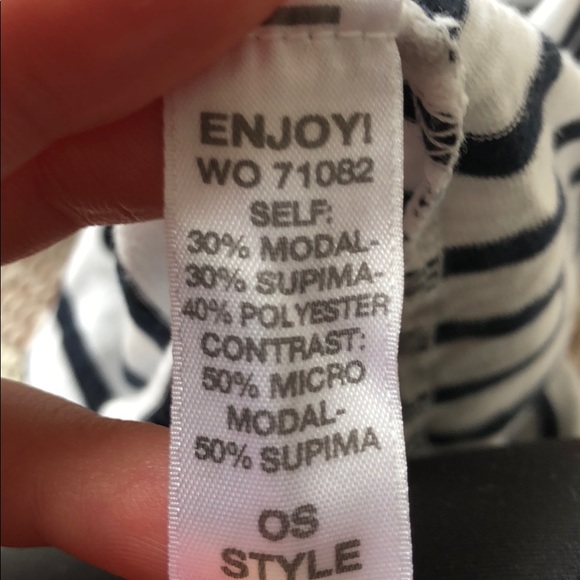 ENJOY!
WO 71082
SELF:
30% MODAL-
30% SUPIMA-
40% POLYESTER
CONTRAST:
50% MICRO
MODAL-
50% SUPIMA
OS
STYLE